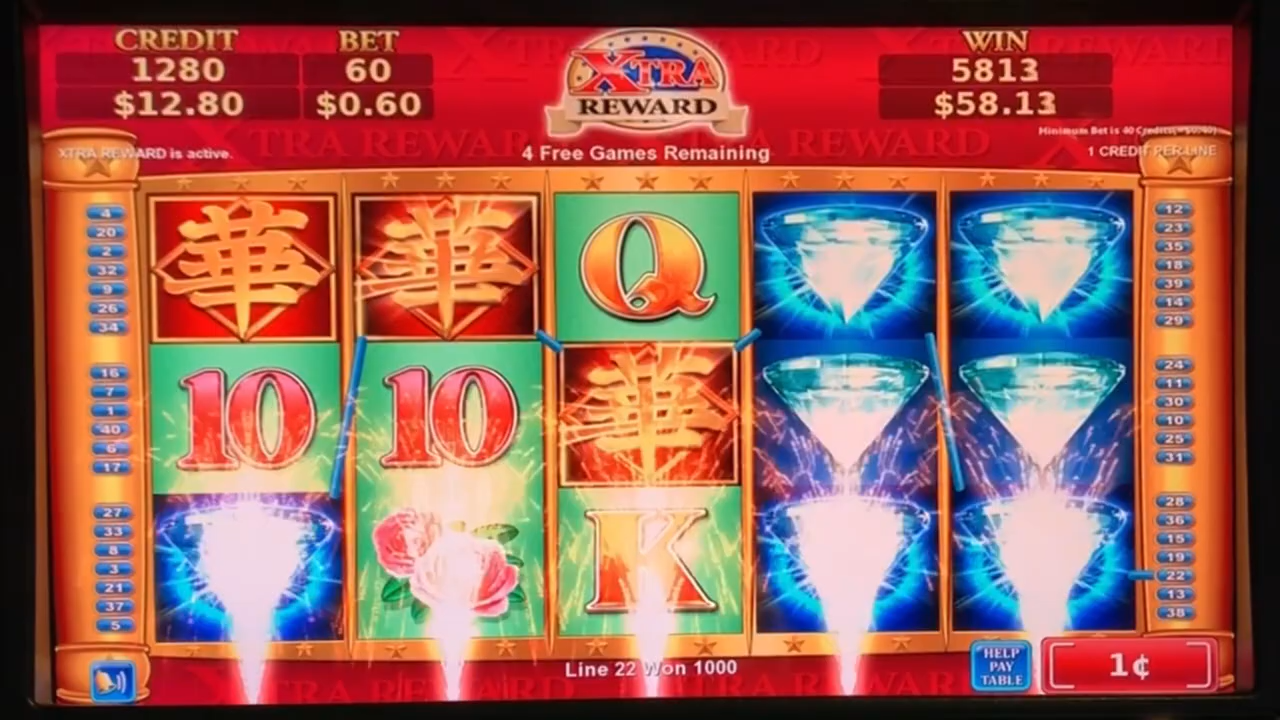 CREDIT
BET
WIN
1280
60
5813
$12.80
$0.60
$58.13
XTRA
REWARD
Minimum Bet is 40 Credits(=$0.40)
XTRA REWARD is active.
4 Free Games Remaining
1 CREDIT PER LINE
華
華
Q
10
10
華
K
4
20
2
32
9
26
34
16
7
1
40
6
17
27
33
8
3
21
37
5
12
23
35
18
39
14
29
24
11
30
10
25
31
28
36
15
19
22
13
38
Line 22 Won 1000
HELP
PAY
TABLE
1¢